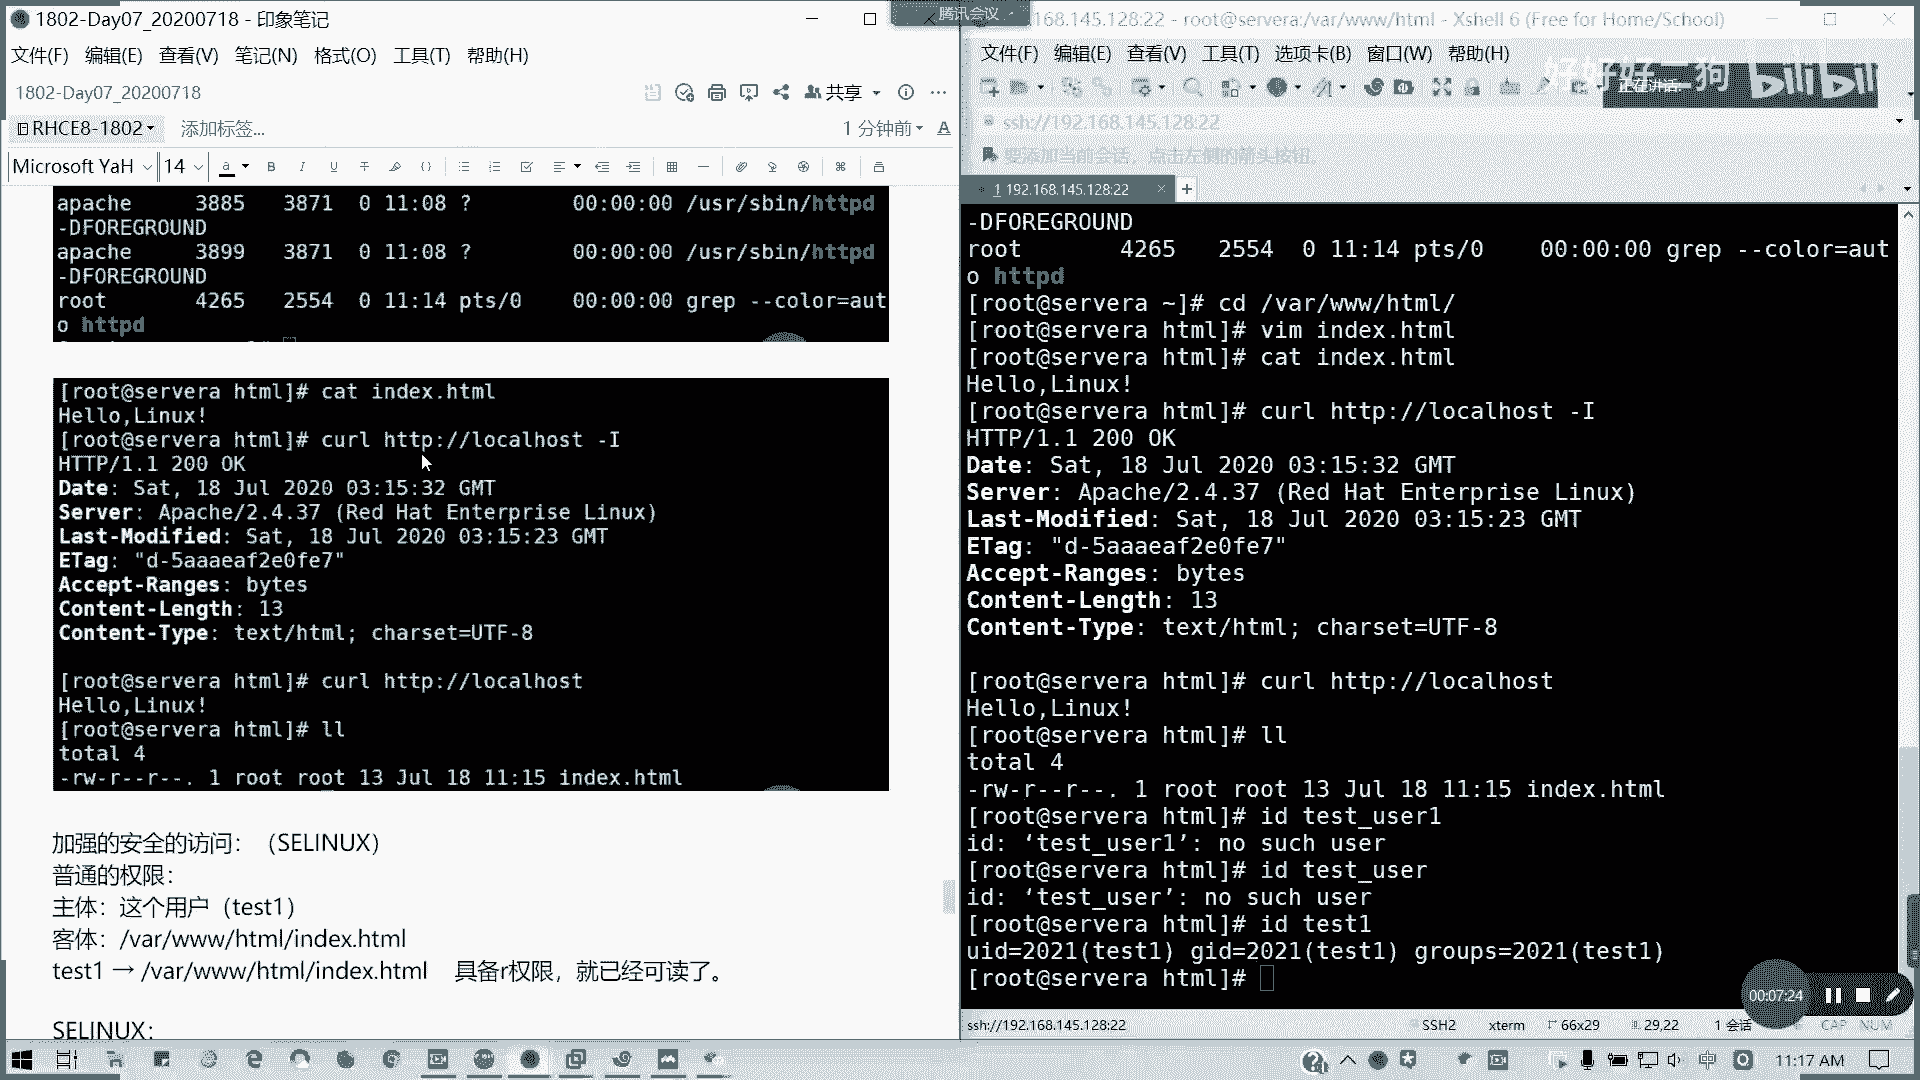 1802-Day07_20200718 - 印象笔记
文件(F) 编辑(E) 查看(V) 笔记(N) 格式(O) 工具(T) 帮助(H)
1802-Day07_20200718
共享
RHCE8-1802
添加标签...
1 分钟前
Microsoft YaH
14
apache     3885   3871  0 11:08 ?        00:00:00 /usr/sbin/httpd
-DFOREGROUND
apache     3899   3871  0 11:08 ?        00:00:00 /usr/sbin/httpd
-DFOREGROUND
root       4265   2554  0 11:14 pts/0    00:00:00 grep --color=aut
o httpd
[root@servera html]# cat index.html
Hello,Linux!
[root@servera html]# curl http://localhost -I
HTTP/1.1 200 OK
Date: Sat, 18 Jul 2020 03:15:32 GMT
Server: Apache/2.4.37 (Red Hat Enterprise Linux)
Last-Modified: Sat, 18 Jul 2020 03:15:23 GMT
ETag: "d-5aaaeaf2e0fe7"
Accept-Ranges: bytes
Content-Length: 13
Content-Type: text/html; charset=UTF-8
[root@servera html]# curl http://localhost
Hello,Linux!
[root@servera html]# ll
total 4
-rw-r--r--. 1 root root 13 Jul 18 11:15 index.html
加强的安全的访问：（SELINUX）
普通的权限：
主体：这个用户（test1）
客体：/var/www/html/index.html
test1 → /var/www/html/index.html 具备r权限，就已经可读了。
SELINUX：
腾讯会议
168.145.128:22 - root@servera:/var/www/html - Xshell 6 (Free for Home/School)
文件(F) 编辑(E) 查看(V) 工具(T) 选项卡(B) 窗口(W) 帮助(H)
好好好二狗 bilibili
正在讲话:
ssh://192.168.145.128:22
要添加当前会话，点击左侧的箭头按钮。
1 192.168.145.128:22
-DFOREGROUND
root       4265   2554  0 11:14 pts/0    00:00:00 grep --color=aut
o httpd
[root@servera ~]# cd /var/www/html/
[root@servera html]# vim index.html
[root@servera html]# cat index.html
Hello,Linux!
[root@servera html]# curl http://localhost -I
HTTP/1.1 200 OK
Date: Sat, 18 Jul 2020 03:15:32 GMT
Server: Apache/2.4.37 (Red Hat Enterprise Linux)
Last-Modified: Sat, 18 Jul 2020 03:15:23 GMT
ETag: "d-5aaaeaf2e0fe7"
Accept-Ranges: bytes
Content-Length: 13
Content-Type: text/html; charset=UTF-8
[root@servera html]# curl http://localhost
Hello,Linux!
[root@servera html]# ll
total 4
-rw-r--r--. 1 root root 13 Jul 18 11:15 index.html
[root@servera html]# id test_user1
id: ‘test_user1’: no such user
[root@servera html]# id test_user
id: ‘test_user’: no such user
[root@servera html]# id test1
uid=2021(test1) gid=2021(test1) groups=2021(test1)
[root@servera html]#
00:07:24
ssh://192.168.145.128:22 SSH2 xterm 66x29 29,22 1 会话 CAP NUM
中 11:17 AM